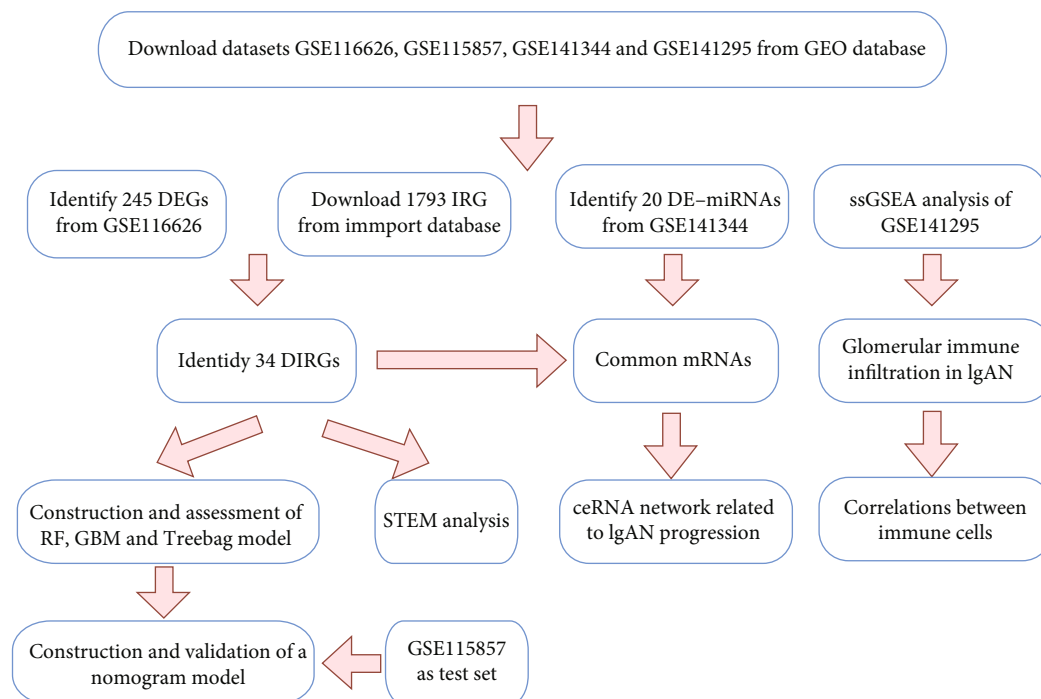 Download datasets GSE116626, GSE115857, GSE141344 and GSE141295 from GEO database
Identify 245 DEGs
from GSE116626
Download 1793 IRG
from immport database
Identify 20 DE–miRNAs
from GSE141344
ssGSEA analysis of
GSE141295
Identidy 34 DIRGs
Common mRNAs
Glomerular immune
infiltration in lgAN
Construction and assessment of
RF, GBM and Treebag model
STEM analysis
ceRNA network related
to lgAN progression
Correlations between
immune cells
Construction and validation of a
nomogram model
GSE115857
as test set